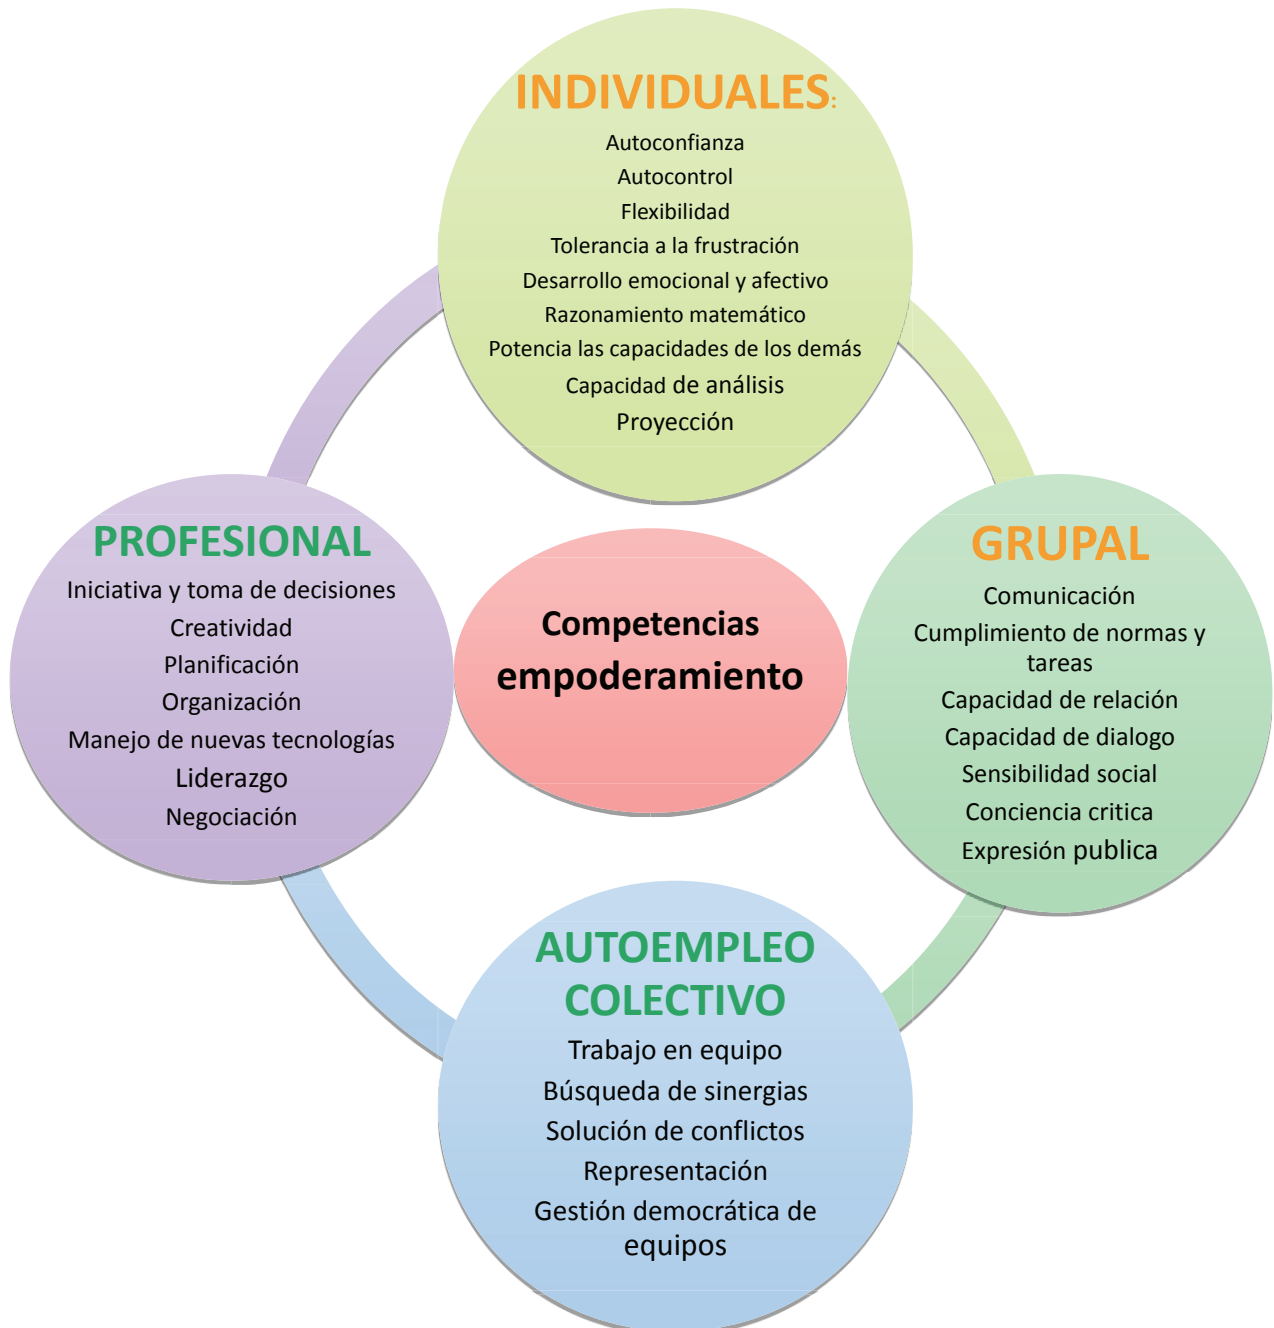 INDIVIDUALES:
Autoconfianza
Autocontrol
Flexibilidad
Tolerancia a la frustración
Desarrollo emocional y afectivo
Razonamiento matemático
Potencia las capacidades de los demás
Capacidad de análisis
Proyección
PROFESIONAL
Iniciativa y toma de decisiones
Creatividad
Planificación
Organización
Manejo de nuevas tecnologías
Liderazgo
Negociación
Competencias
empoderamiento
GRUPAL
Comunicación
Cumplimiento de normas y
tareas
Capacidad de relación
Capacidad de dialogo
Sensibilidad social
Conciencia critica
Expresión publica
AUTOEMPLEO
COLECTIVO
Trabajo en equipo
Búsqueda de sinergias
Solución de conflictos
Representación
Gestión democrática de
equipos